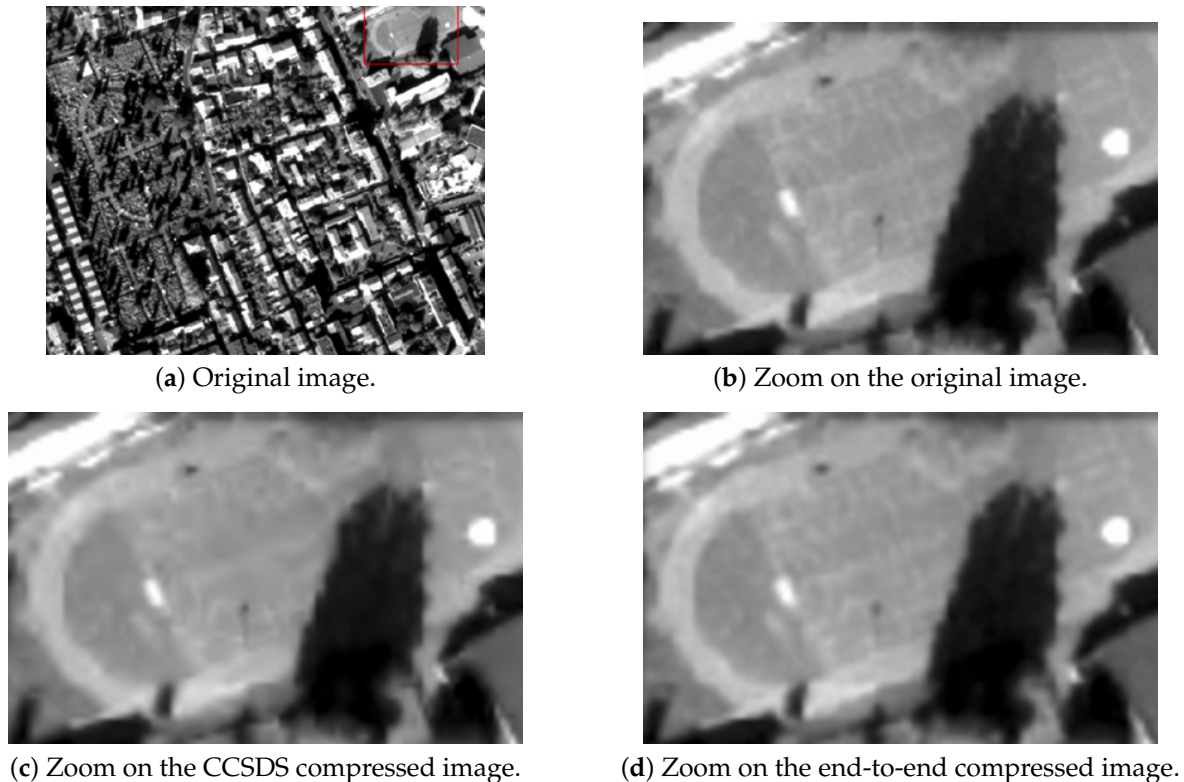 (a) Original image.
(b) Zoom on the original image.
(c) Zoom on the CCSDS compressed image.
(d) Zoom on the end-to-end compressed image.